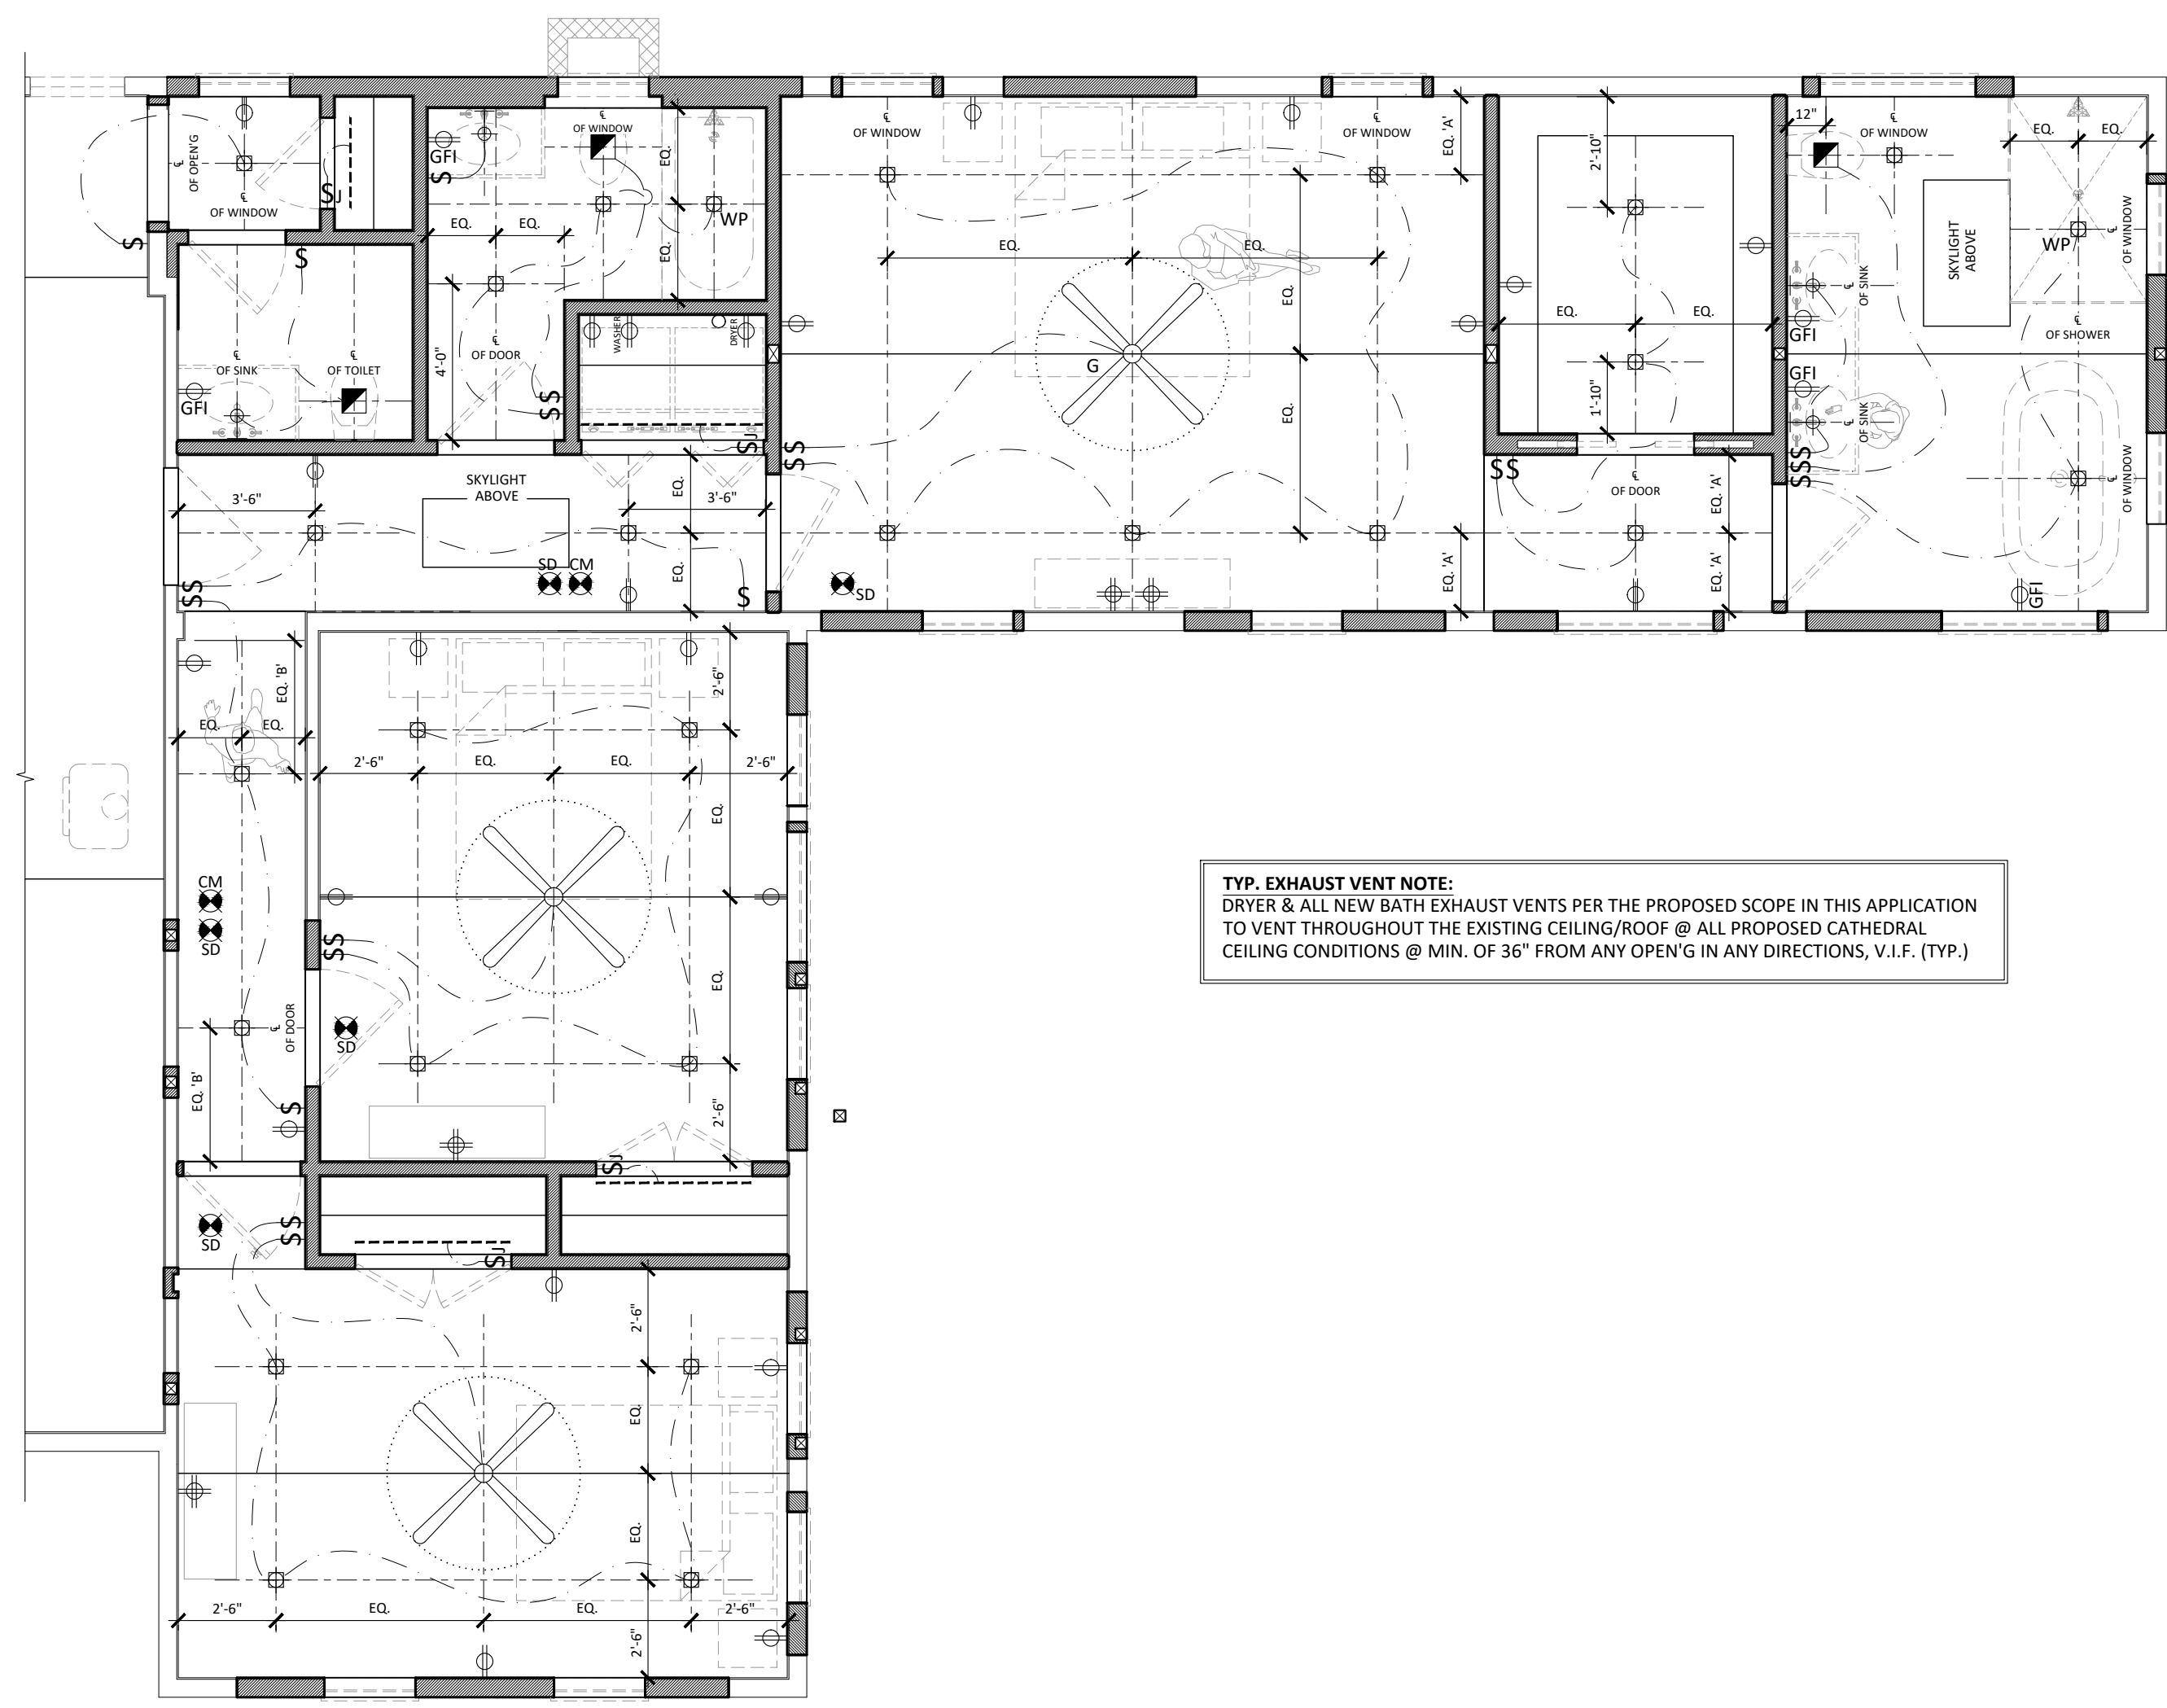 ℄
OF WINDOW
℄
OF WINDOW
℄
OF WINDOW
12"
℄
OF WINDOW
EQ.
EQ.
GFI
$
℄
OF OPEN'G
$J
℄
OF WINDOW
EQ.
EQ. 'A'
2'-10"
$
$
EQ.
EQ.
WP
EQ.
EQ.
EQ.
WP
℄
OF WINDOW
SKYLIGHT
ABOVE
EQ.
℄
OF SINK
GFI
℄
OF SHOWER
WASHER
DRYER
EQ.
EQ.
4'-0"
℄
OF DOOR
G
℄
OF SINK
℄
OF TOILET
GFI
GFI
$$
EQ.
1'-10"
℄
OF SINK
$J
$$
$$
$$$
SKYLIGHT
ABOVE
3'-6"
EQ.
3'-6"
℄
OF DOOR
EQ. 'A'
℄
OF WINDOW
EQ.
SD
CM
$$
$
SD
EQ. 'A'
EQ. 'A'
GFI
EQ. 'B'
2'-6"
EQ.
EQ.
2'-6"
EQ.
EQ.
2'-6"
EQ.
CM
SD
$$
EQ.
℄
OF DOOR
SD
EQ. 'B'
$
2'-6"
$J
SD
$$
$J
2'-6"
EQ.
EQ.
2'-6"
EQ.
EQ.
2'-6"
2'-6"
TYP. EXHAUST VENT NOTE:
DRYER & ALL NEW BATH EXHAUST VENTS PER THE PROPOSED SCOPE IN THIS APPLICATION
TO VENT THROUGHOUT THE EXISTING CEILING/ROOF @ ALL PROPOSED CATHEDRAL
CEILING CONDITIONS @ MIN. OF 36" FROM ANY OPEN'G IN ANY DIRECTIONS, V.I.F. (TYP.)